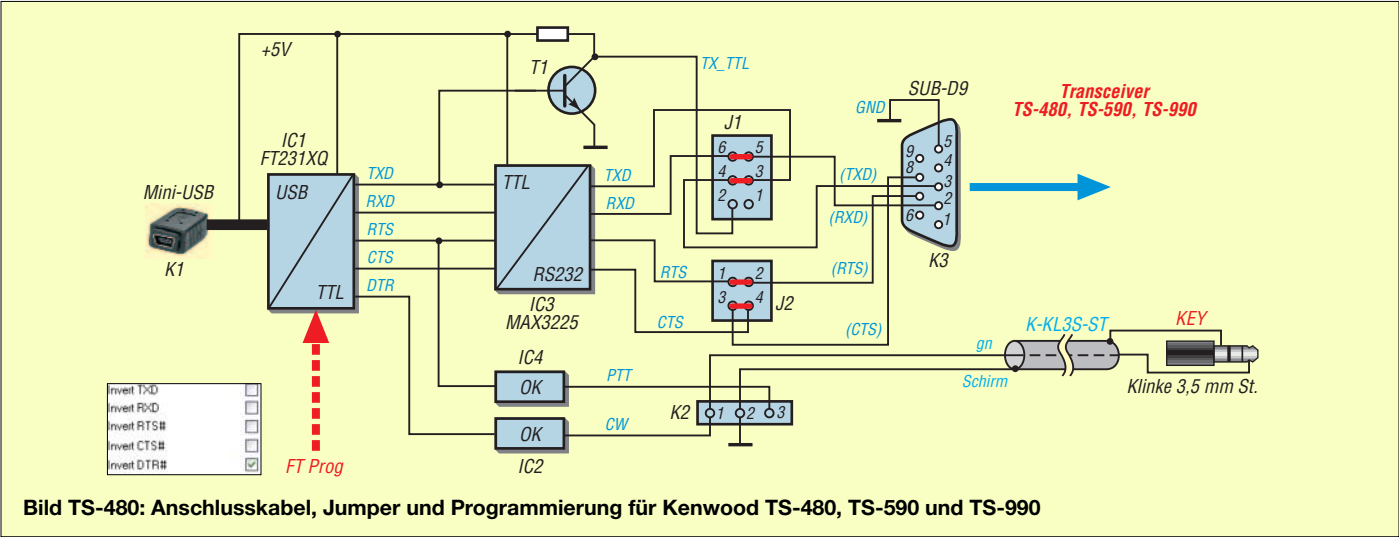 +5V
T1
TX_TTL
SUB-D9
GND
Transceiver
TS-480, TS-590, TS-990
J1
6 5
4 3
2 1
IC1
FT231XQ
USB
TTL
Mini-USB
K1
TXD
RXD
RTS
CTS
DTR
TTL
RS232
IC3
MAX3225
TXD
RXD
RTS
CTS
1 2
3 4
J2
(TXD)
(RXD)
(RTS)
(CTS)
9
8
6
5
4
3
2
1
K3
IC4
OK
PTT
OK
IC2
CW
K2
1 2 3
gn
Schirm
K-KL3S-ST
KEY
Klinke 3,5 mm St.
Invert TXD
Invert RXD
Invert RTS#
Invert CTS#
Invert DTR#
FT Prog
Bild TS-480: Anschlusskabel, Jumper und Programmierung für Kenwood TS-480, TS-590 und TS-990